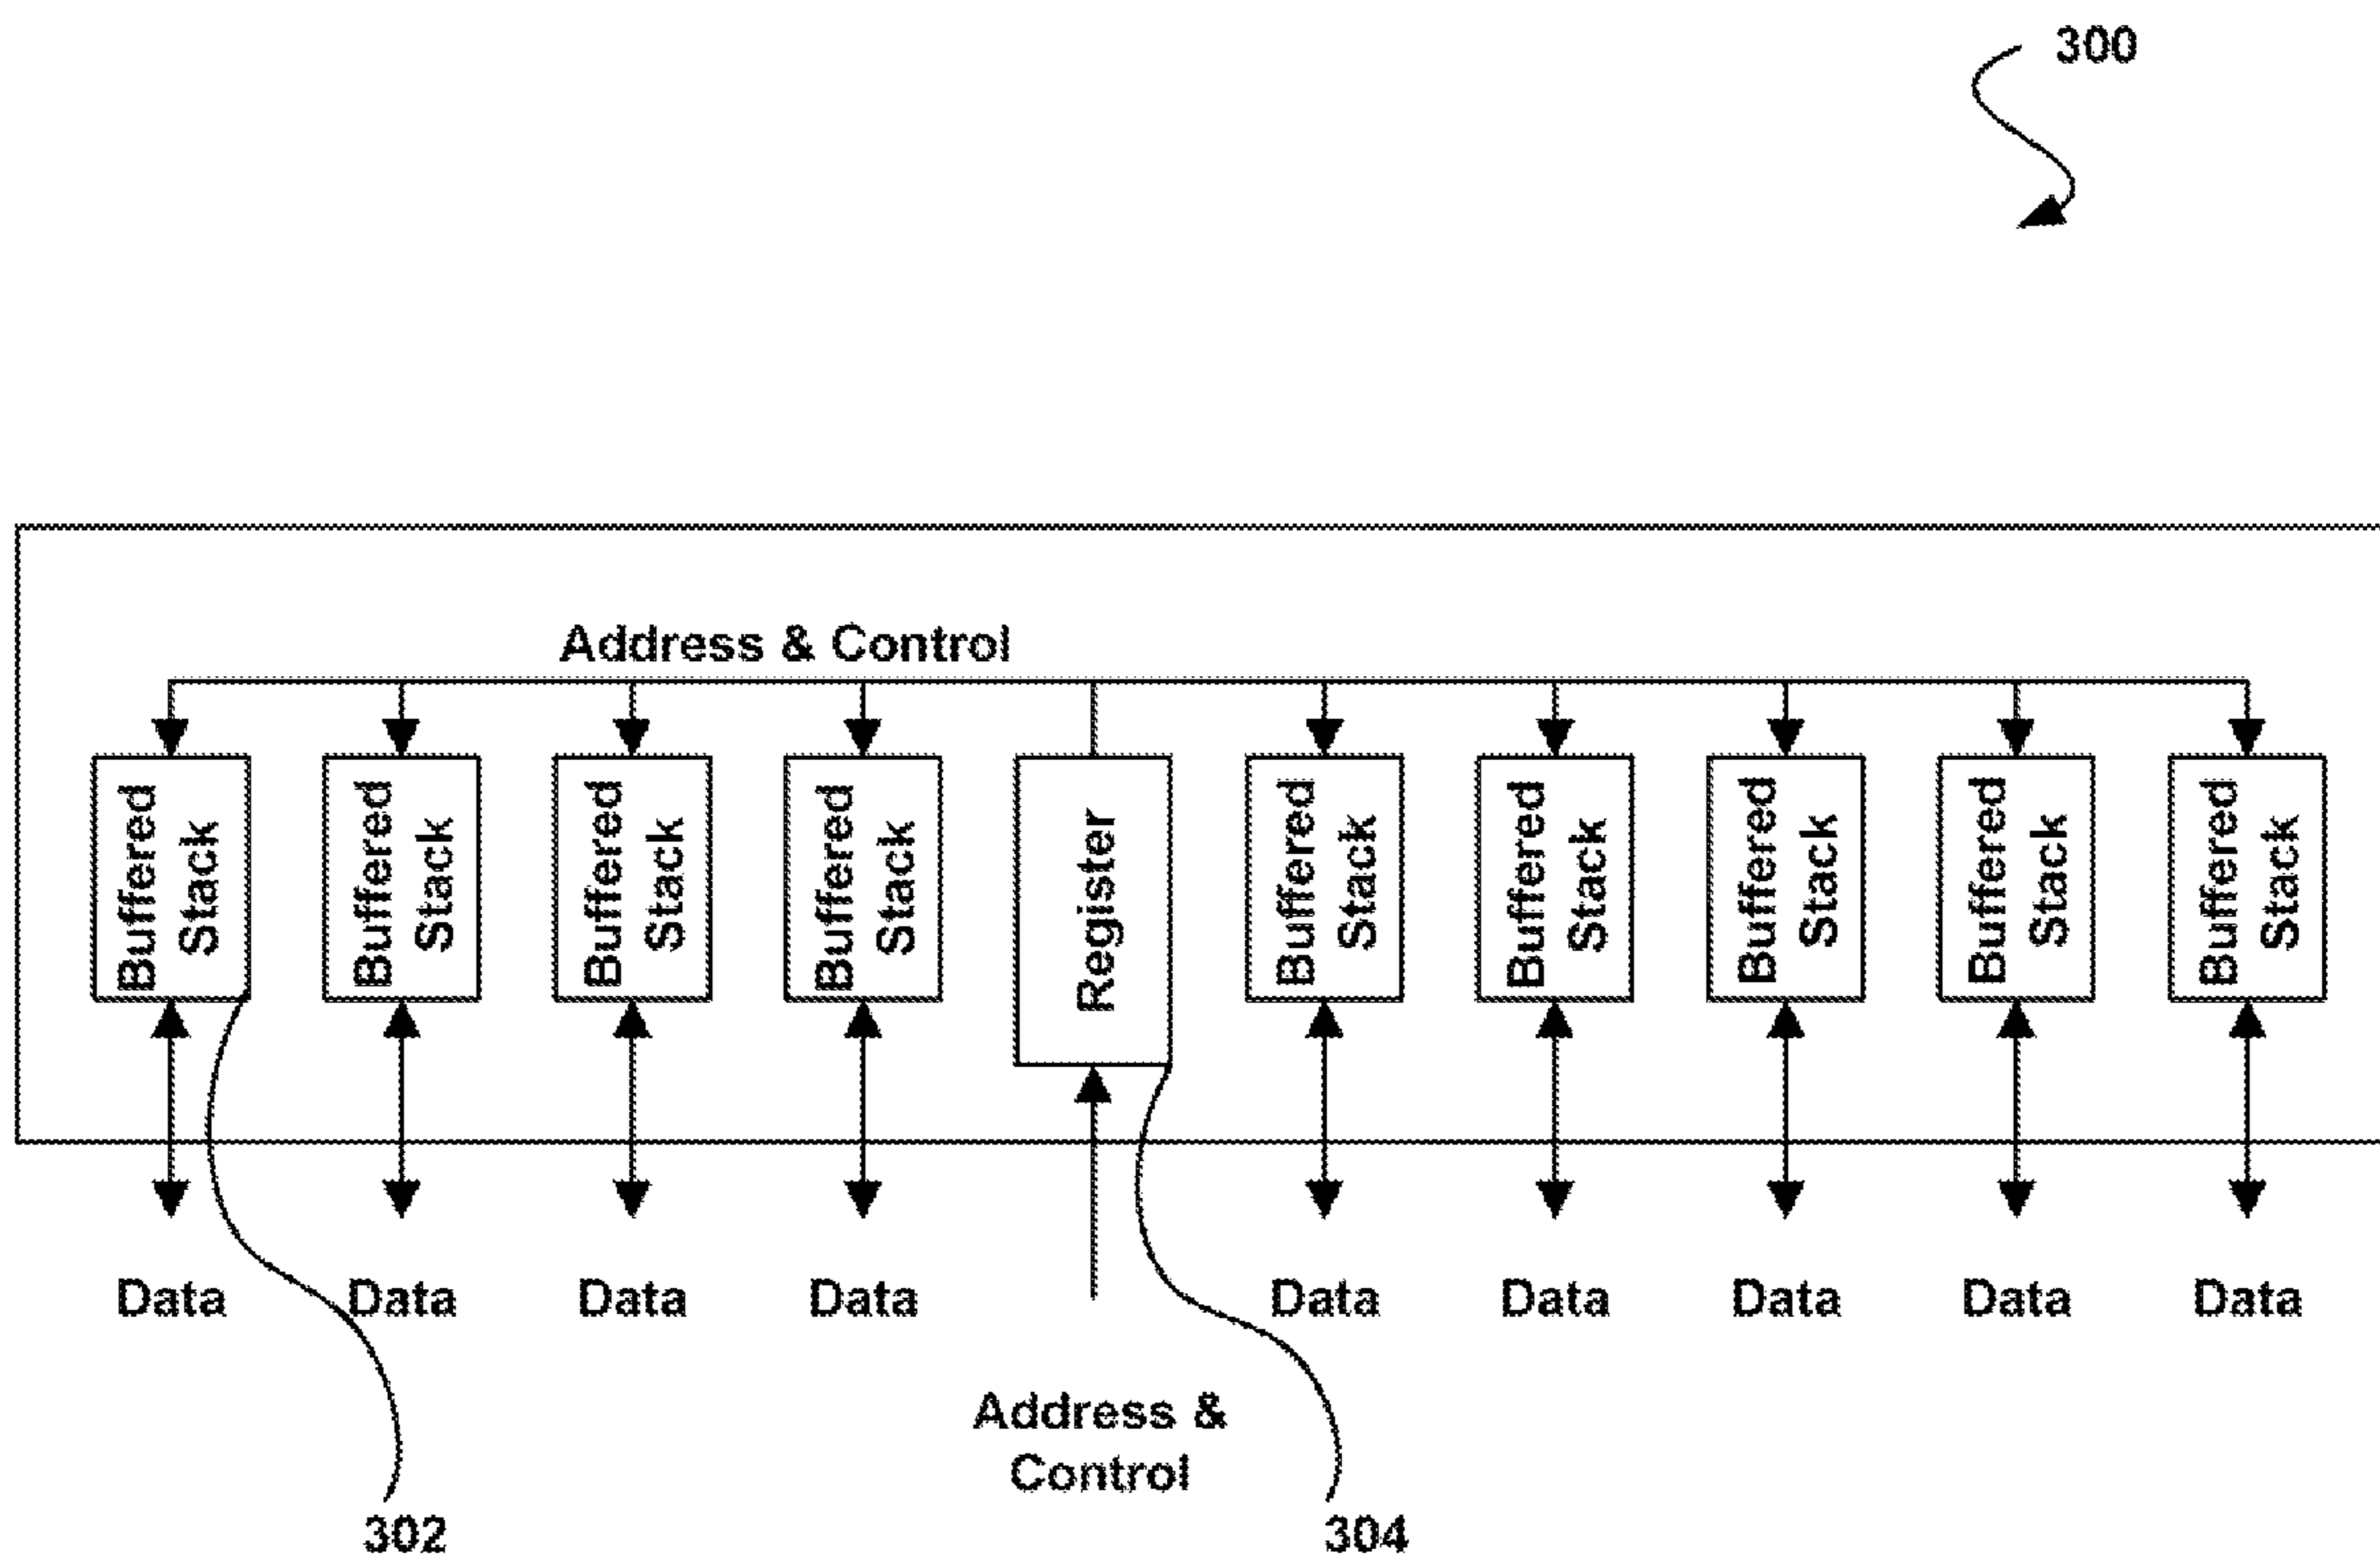 300
Address & Control
Buffered
Stack
Buffered
Stack
Buffered
Stack
Buffered
Stack
Register
Buffered
Stack
Buffered
Stack
Buffered
Stack
Buffered
Stack
Buffered
Stack
Data
Data
Data
Data
Data
Data
Data
Data
Data
Address &
Control
302
304